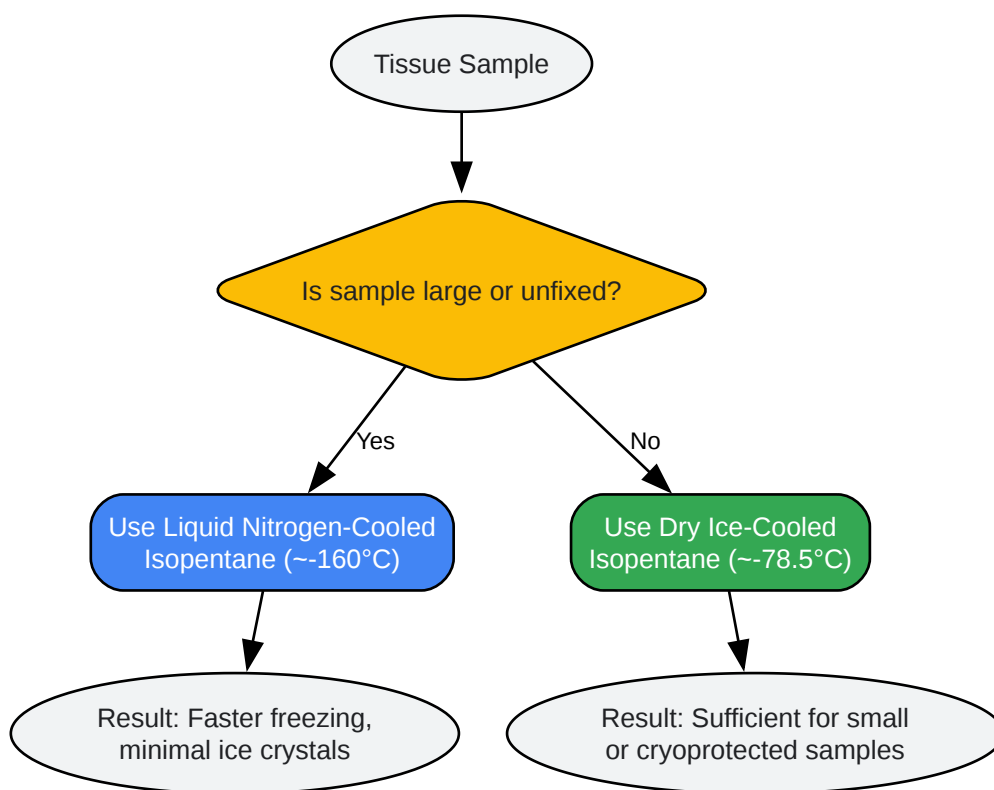 Tissue Sample
Is sample large or unfixed?
Yes
No
Use Liquid Nitrogen-Cooled
Isopentane (~-160°C)
Use Dry Ice-Cooled
Isopentane (~-78.5°C)
Result: Faster freezing,
minimal ice crystals
Result: Sufficient for small
or cryoprotected samples